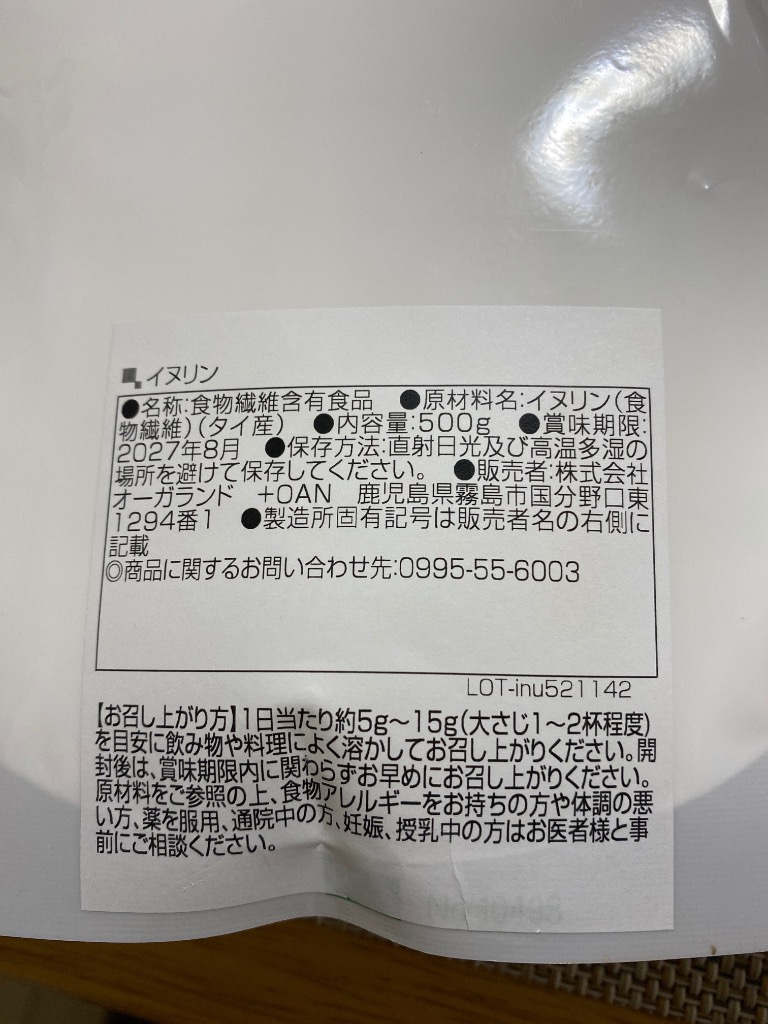 イヌリン
●名称:食物繊維含有食品 ●原材料名:イヌリン(食
物繊維)(タイ産) ●内容量:500g ●賞味期限:
2027年8月 ●保存方法:直射日光及び高温多湿の
場所を避けて保存してください。 ●販売者:株式会社
オーガランド +OAN 鹿児島県霧島市国分野口東
1294番1 ●製造所固有記号は販売者名の右側に
記載
◎商品に関するお問い合わせ先:0995-55-6003
LOT-inu521142
【お召し上がり方】1日当たり約5g〜15g(大さじ1〜2杯程度)
を目安に飲み物や料理によく溶かしてお召し上がりください。開
封後は、賞味期限内に関わらずお早めにお召し上がりください。
原材料をご参照の上、食物アレルギーをお持ちの方や体調の悪
い方、薬を服用、通院中の方、妊娠、授乳中の方はお医者様と事
前にご相談ください。